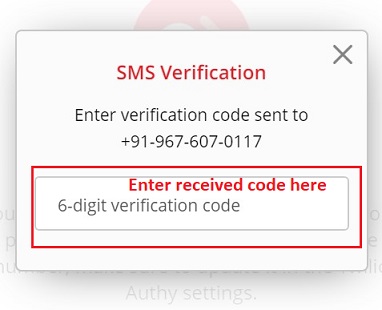 SMS Verification
Enter verification code sent to
+91-967-607-0117
Enter received code here
6-digit verification code
Authy settings.